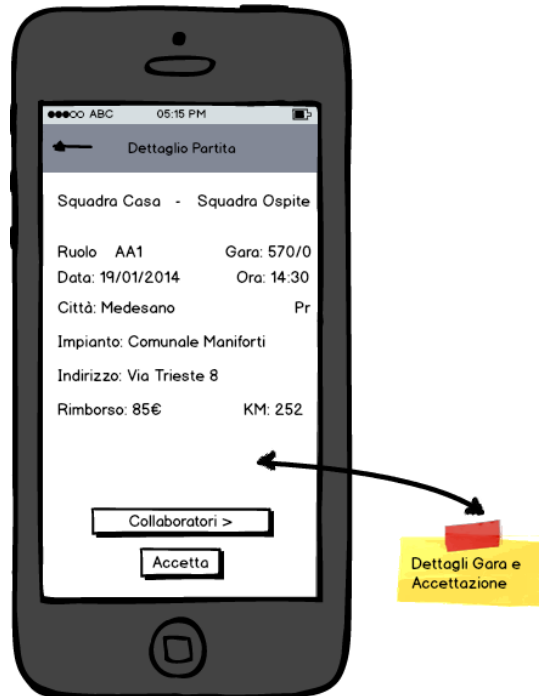 ABC 05:15 PM
Dettaglio Partita
Squadra Casa - Squadra Ospite
Ruolo AA1 Gara: 570/0
Data: 19/01/2014 Ora: 14:30
Città: Medesano Pr
Impianto: Comunale Maniforti
Indirizzo: Via Trieste 8
Rimborso: 85€ KM: 252
Collaboratori >
Accetta
Dettagli Gara e
Accettazione